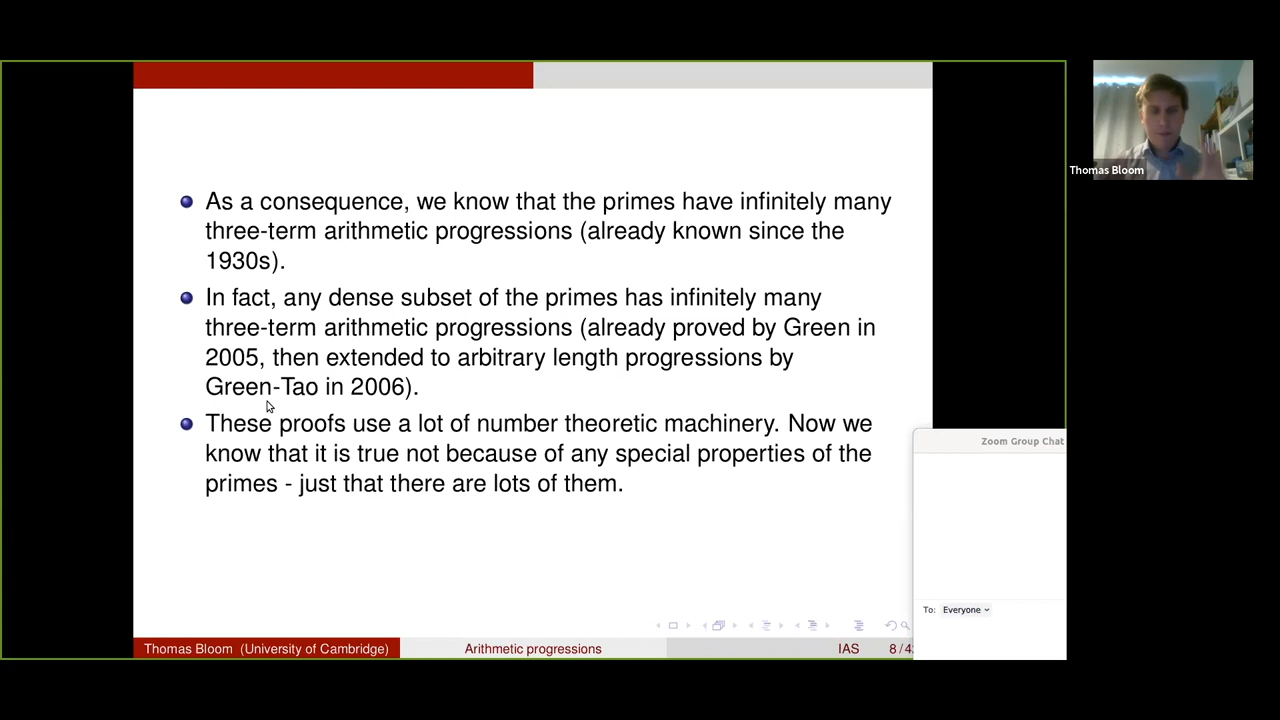 As a consequence, we know that the primes have infinitely many
three-term arithmetic progressions (already known since the
1930s).
In fact, any dense subset of the primes has infinitely many
three-term arithmetic progressions (already proved by Green in
2005, then extended to arbitrary length progressions by
Green-Tao in 2006).
These proofs use a lot of number theoretic machinery. Now we
know that it is true not because of any special properties of the
primes - just that there are lots of them.
Thomas Bloom (University of Cambridge)
Arithmetic progressions
IAS
8 / 4
Zoom Group Chat
To: Everyone
Thomas Bloom